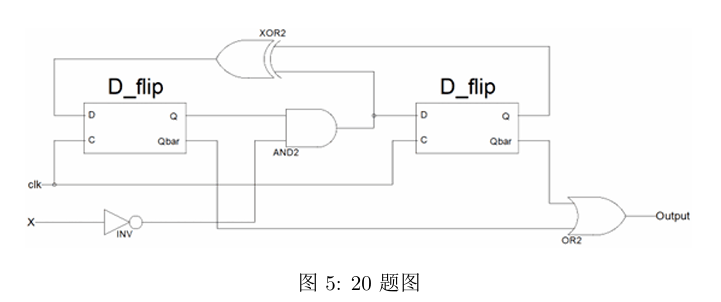 XOR2
D_flip
D_flip
D
Q
D
Q
C
Qbar
AND2
C
Qbar
clk
X
INV
Output
OR2
图 5: 20 题图